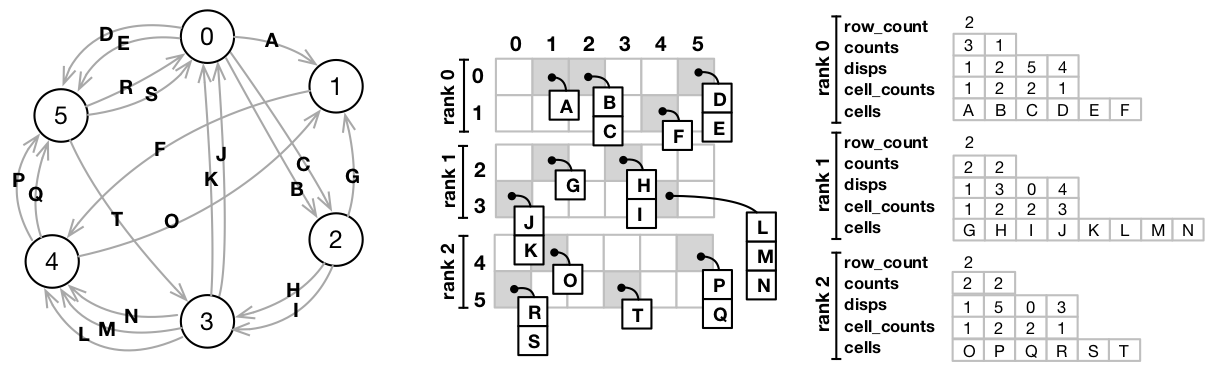 0
A
D
E
1
R
S
5
F
J
C
G
P
K
B
Q
T
O
2
4
H
N
I
M
3
L
0 1 2 3 4 5
rank 0
0
1
A
B
C
D
E
F
rank 1
2
3
G
H
I
J
K
L
M
N
rank 2
4
5
O
P
Q
R
S
T
rank 0
row_count 2
counts 3 1
disps 1 2 5 4
cell_counts 1 2 2 1
cells A B C D E F
rank 1
row_count 2
counts 2 2
disps 1 3 0 4
cell_counts 1 2 2 3
cells G H I J K L M N
rank 2
row_count 2
counts 2 2
disps 1 5 0 3
cell_counts 1 2 2 1
cells O P Q R S T